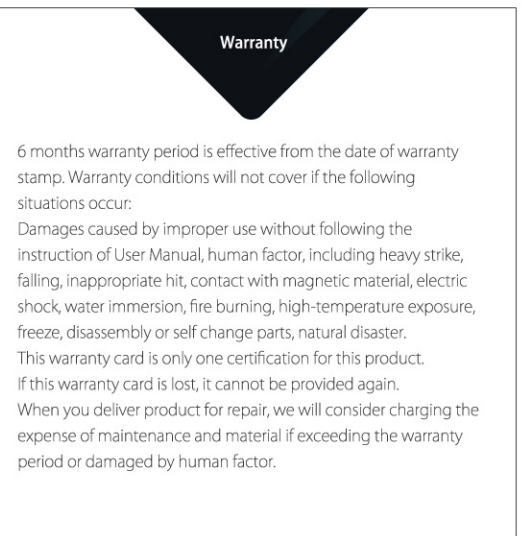 Warranty
6 months warranty period is effective from the date of warranty
stamp. Warranty conditions will not cover if the following
situations occur:
Damages caused by improper use without following the
instruction of User Manual, human factor, including heavy strike,
falling, inappropriate hit, contact with magnetic material, electric
shock, water immersion, fire burning, high-temperature exposure,
freeze, disassembly or self change parts, natural disaster.
This warranty card is only one certification for this product.
If this warranty card is lost, it cannot be provided again.
When you deliver product for repair, we will consider charging the
expense of maintenance and material if exceeding the warranty
period or damaged by human factor.